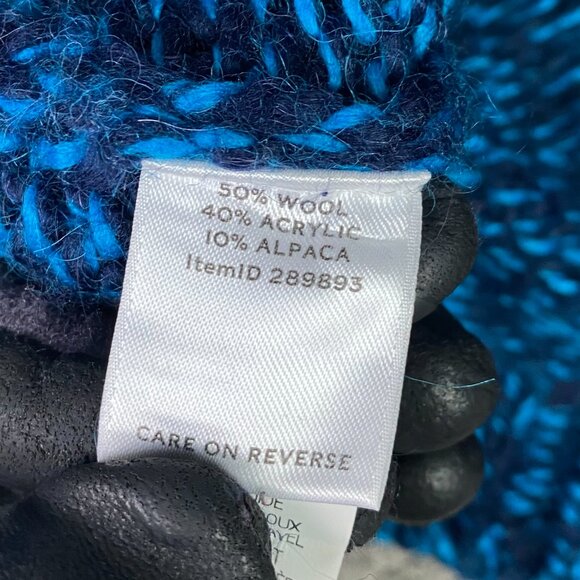 50% WOOL
40% ACRYLIC
10% ALPACA
ItemID 289893
CARE ON REVERSE